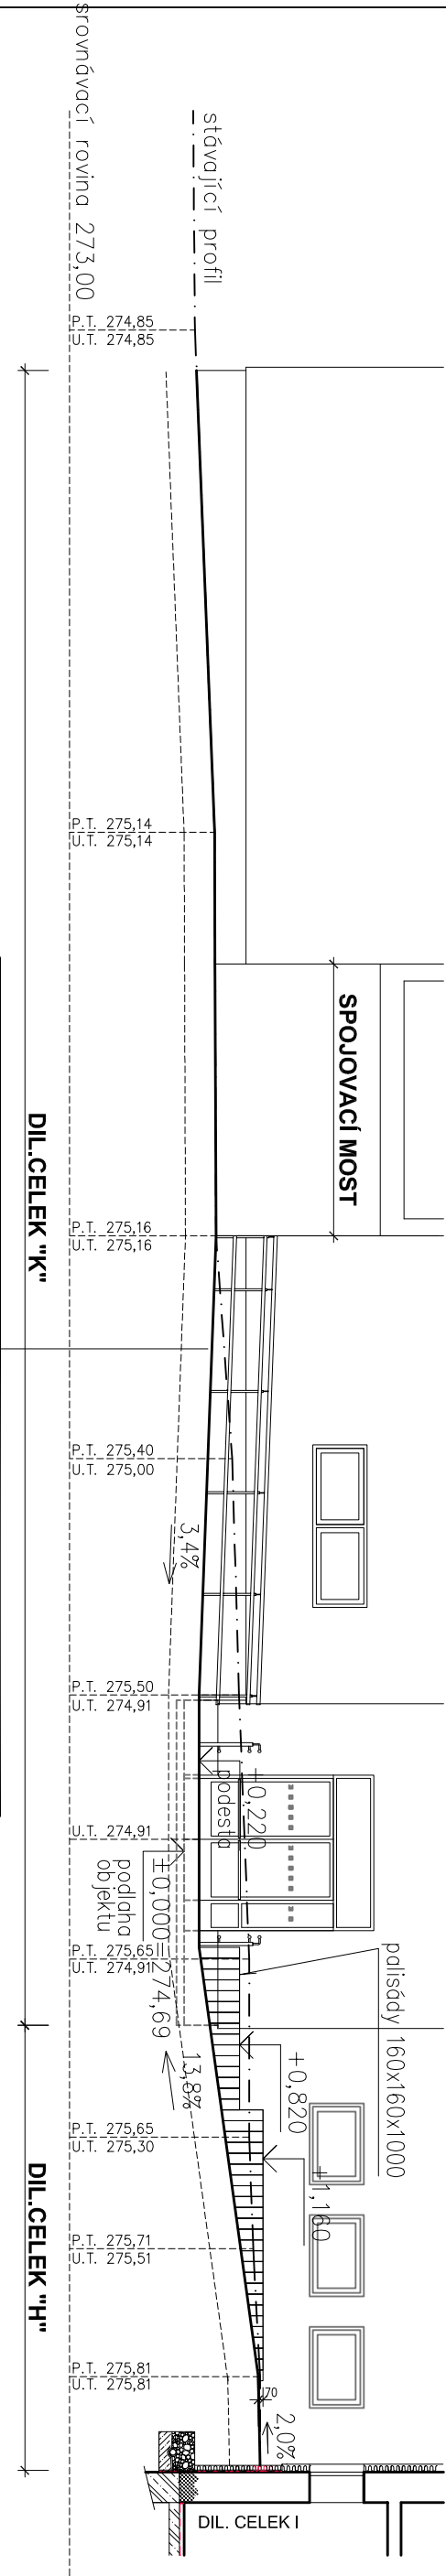 srovnávací rovina 273,00
stávající profil
P.T. 274,85
U.T. 274,85
P.T. 275,14
U.T. 275,14
SPOJOVACÍ MOST
DIL.CELEK "K"
P.T. 275,16
U.T. 275,16
P.T. 275,40
U.T. 275,00
3,4%
P.T. 275,50
U.T. 274,91
+0,220
podesta
U.T. 274,91
podlaha
objektu
±0,000=274,69
P.T. 275,65
U.T. 274,91
palisády 160x160x1000
+0,820
+1,160
13,8%
P.T. 275,65
U.T. 275,30
DIL.CELEK "H"
P.T. 275,71
U.T. 275,51
P.T. 275,81
U.T. 275,81
70
2,0%
DIL. CELEK I